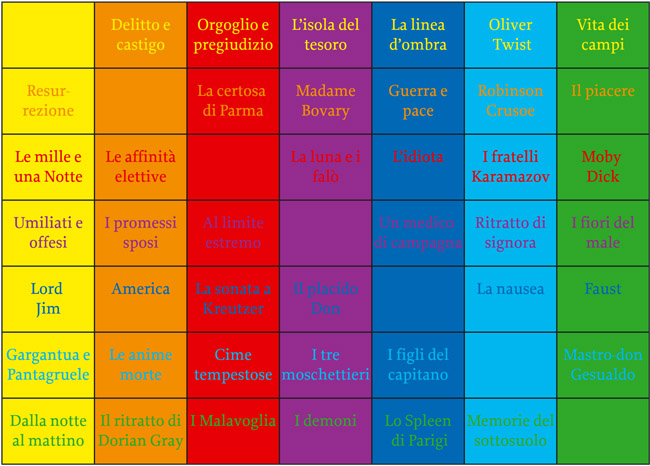 Delitto e
castigo
Orgoglio e
pregiudizio
L'isola del
tesoro
La linea
d'ombra
Oliver
Twist
Vita dei
campi
Resur-
rezione
La certosa
di Parma
Madame
Bovary
Guerra e
pace
Robinson
Crusoe
Il piacere
Le mille e
una Notte
Le affinità
elettive
La luna e i
falò
L'idiota
I fratelli
Karamazov
Moby
Dick
Umiliati e
offesi
I promessi
sposi
Al limite
estremo
Un medico
di campagna
Ritratto di
signora
I fiori del
male
Lord
Jim
America
La sonata a
Kreutzer
Il placido
Don
La nausea
Faust
Gargantua e
Pantagruele
Le anime
morte
Cime
tempestose
I tre
moschettieri
I figli del
capitano
Mastro-don
Gesualdo
Dalla notte
al mattino
Il ritratto di
Dorian Gray
I Malavoglia
I demoni
Lo Spleen
di Parigi
Memorie del
sottosuolo